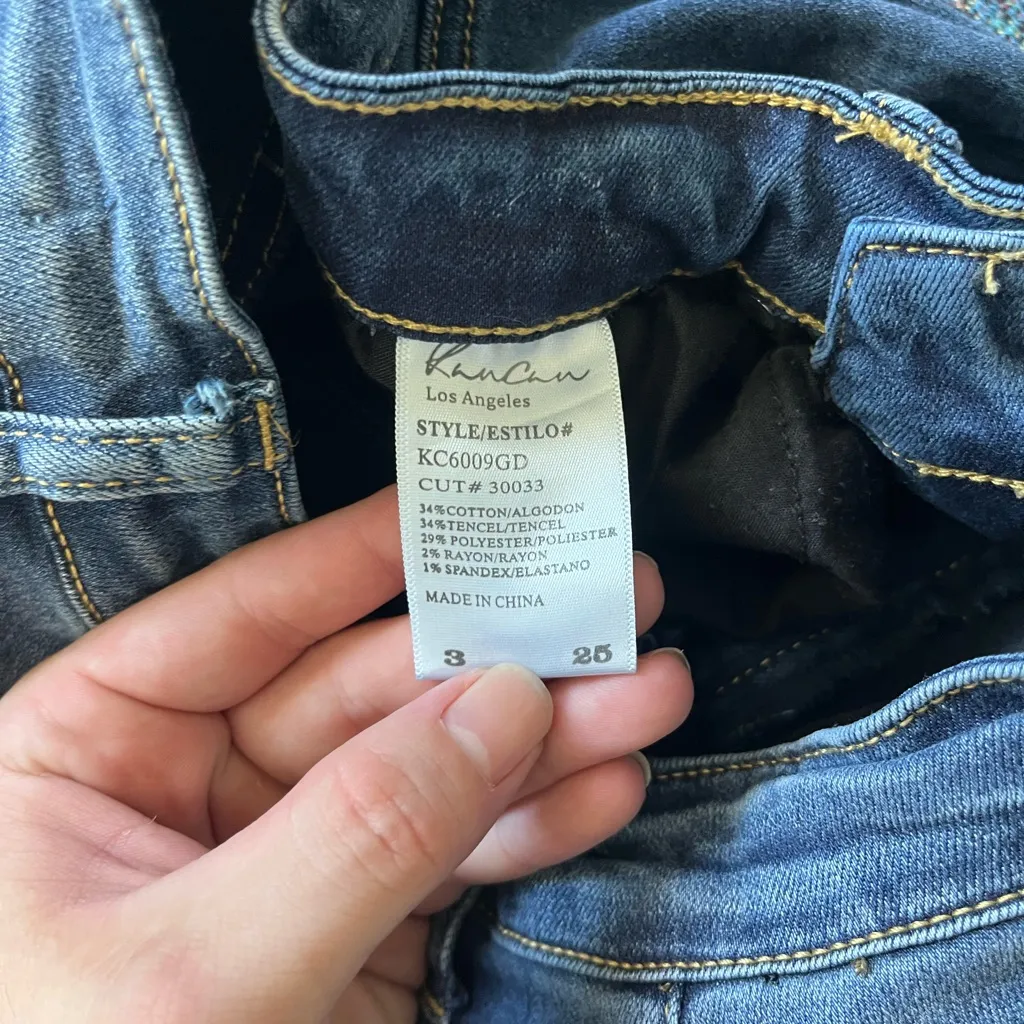 KanCan
Los Angeles
STYLE/ESTILO#
KC6009GD
CUT# 30033
34%COTTON/ALGODON
34%TENCEL/TENCEL
29% POLYESTER/POLIESTER
2% RAYON/RAYON
1% SPANDEX/ELASTANO
MADE IN CHINA
3 25